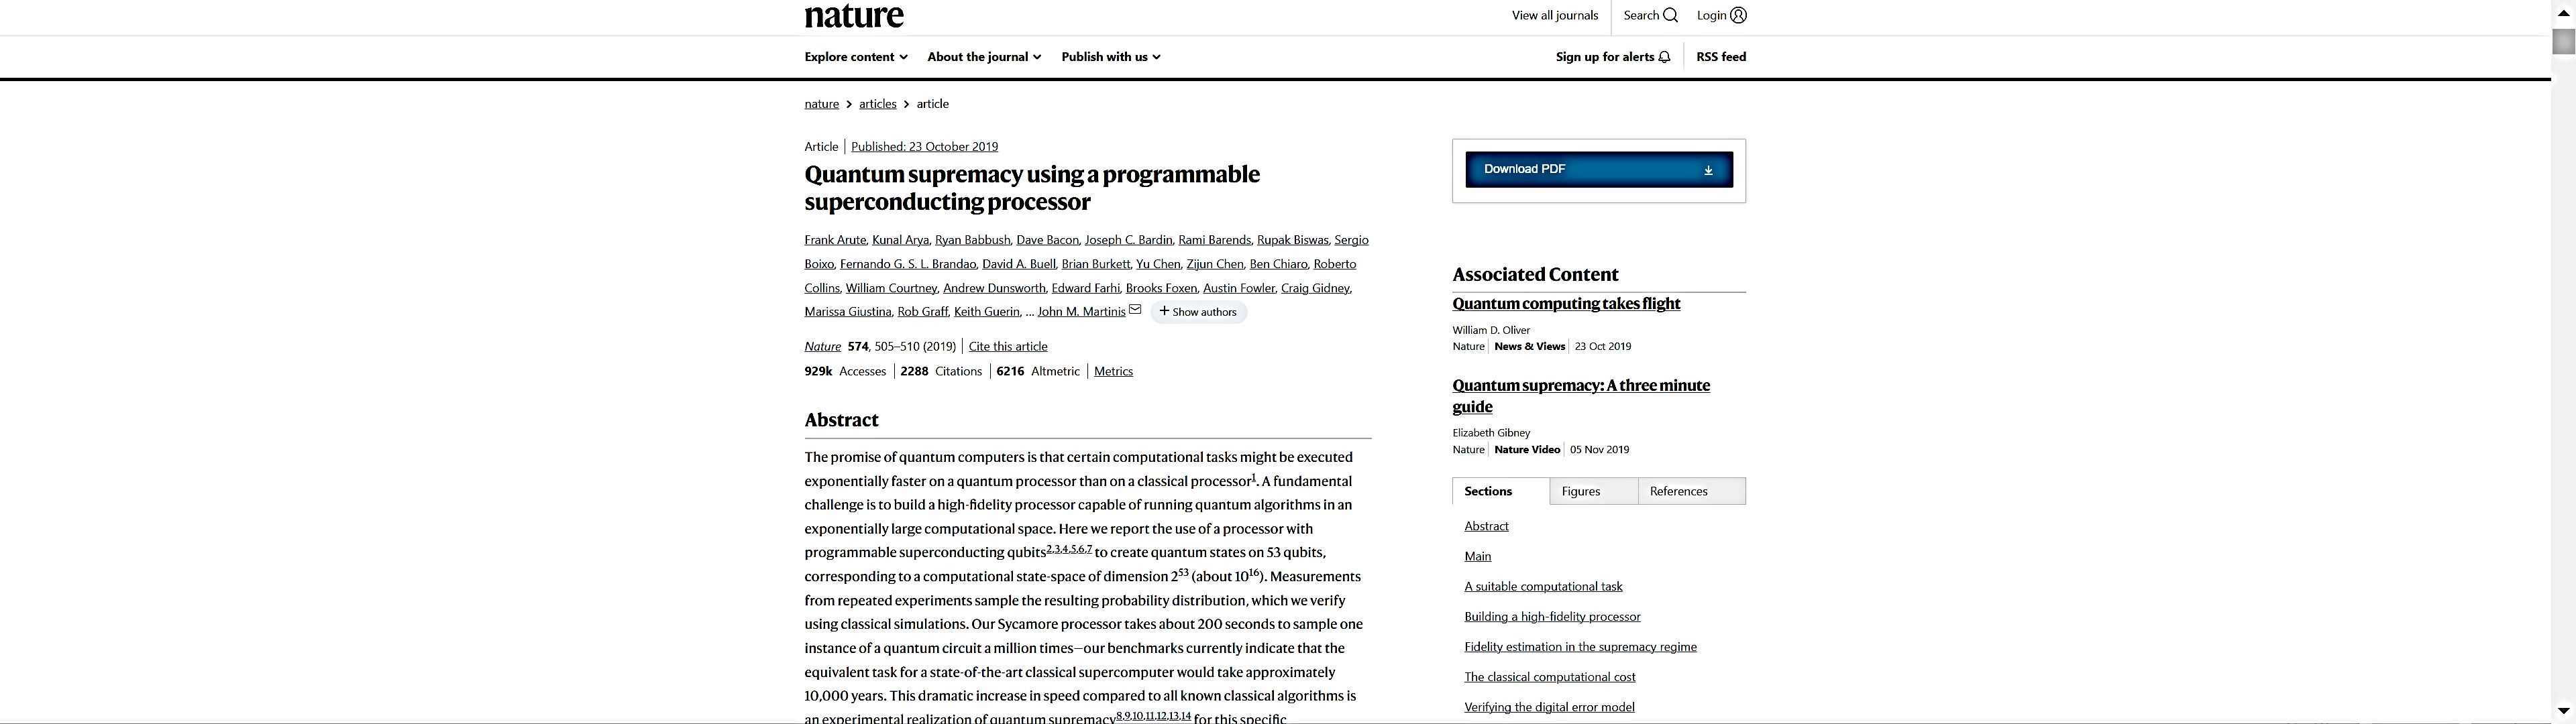 nature
View all journals Search Login
Explore content About the journal Publish with us
Sign up for alerts RSS feed
nature > articles > article
Article | Published: 23 October 2019
Quantum supremacy using a programmable
superconducting processor
Frank Arute, Kunal Arya, Ryan Babbush, Dave Bacon, Joseph C. Bardin, Rami Barends, Rupak Biswas, Sergio
Boixo, Fernando G. S. L. Brandao, David A. Buell, Brian Burkett, Yu Chen, Zijun Chen, Ben Chiaro, Roberto
Collins, William Courtney, Andrew Dunsworth, Edward Farhi, Brooks Foxen, Austin Fowler, Craig Gidney,
Marissa Giustina, Rob Graff, Keith Guerin, ... John M. Martinis + Show authors
Nature 574, 505–510 (2019) | Cite this article
929k Accesses | 2288 Citations | 6216 Altmetric | Metrics
Abstract
The promise of quantum computers is that certain computational tasks might be executed
exponentially faster on a quantum processor than on a classical processor¹. A fundamental
challenge is to build a high-fidelity processor capable of running quantum algorithms in an
exponentially large computational space. Here we report the use of a processor with
programmable superconducting qubits²,³,⁴,⁵,⁶,⁷ to create quantum states on 53 qubits,
corresponding to a computational state-space of dimension 2⁵³ (about 10¹⁶). Measurements
from repeated experiments sample the resulting probability distribution, which we verify
using classical simulations. Our Sycamore processor takes about 200 seconds to sample one
instance of a quantum circuit a million times—our benchmarks currently indicate that the
equivalent task for a state-of-the-art classical supercomputer would take approximately
10,000 years. This dramatic increase in speed compared to all known classical algorithms is
an experimental realization of quantum supremacy⁸,⁹,¹⁰,¹¹,¹²,¹³,¹⁴ for this specific
Download PDF
Associated Content
Quantum computing takes flight
William D. Oliver
Nature | News & Views | 23 Oct 2019
Quantum supremacy: A three minute
guide
Elizabeth Gibney
Nature | Nature Video | 05 Nov 2019
Sections Figures References
Abstract
Main
A suitable computational task
Building a high-fidelity processor
Fidelity estimation in the supremacy regime
The classical computational cost
Verifying the digital error model